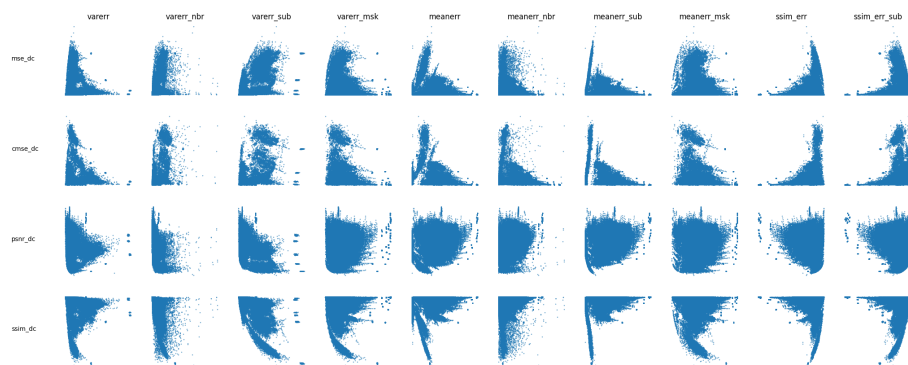 varerr varerr_nbr varerr_sub varerr_msk meanerr meanerr_nbr meanerr_sub meanerr_msk ssim_err ssim_err_sub
mse_dc
cmse_dc
psnr_dc
ssim_dc